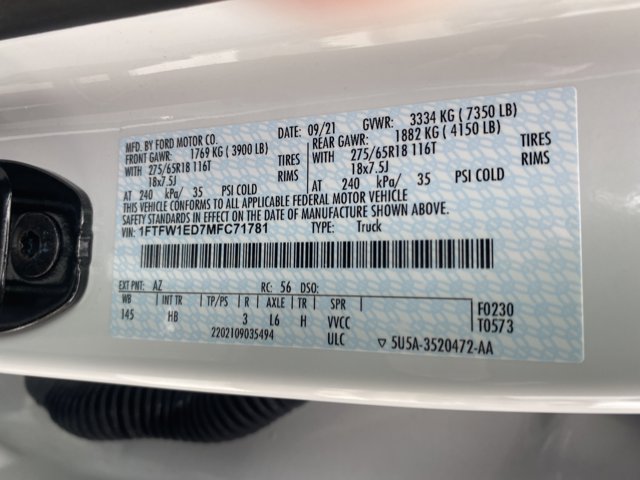 MFD. BY FORD MOTOR CO. DATE: 09/21 GVWR: 3334 KG ( 7350 LB)
FRONT GAWR: 1769 KG ( 3900 LB) REAR GAWR: 1882 KG ( 4150 LB)
WITH 275/65R18 116T TIRES WITH 275/65R18 116T TIRES
18x7.5J RIMS 18x7.5J RIMS
AT 240 kPa/ 35 PSI COLD AT 240 kPa/ 35 PSI COLD
THIS VEHICLE CONFORMS TO ALL APPLICABLE FEDERAL MOTOR VEHICLE
SAFETY STANDARDS IN EFFECT ON THE DATE OF MANUFACTURE SHOWN ABOVE.
VIN: 1FTFW1ED7MFC71781 TYPE: Truck
EXT PNT: AZ RC: 56 DSO:
WB INT TR TP/PS R AXLE TR SPR F0230
145 HB 3 L6 H VVCC T0573
2202109035494 ULC ▽ 5U5A-3520472-AA